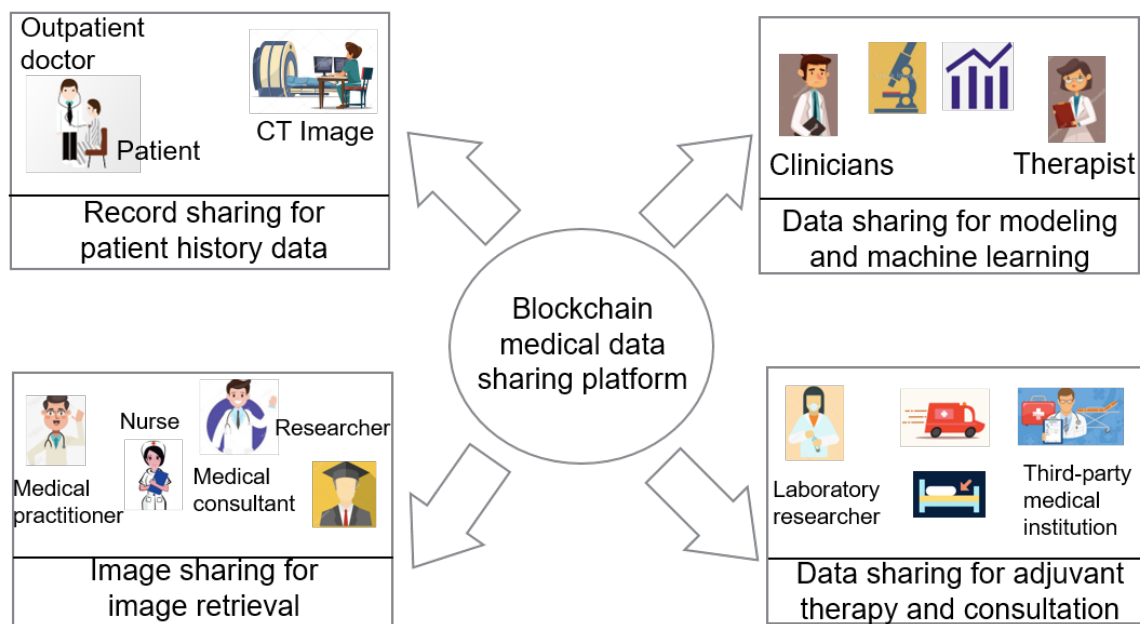 Outpatient
doctor
Patient
CT Image
Record sharing for
patient history data
Clinicians
Therapist
Data sharing for modeling
and machine learning
Blockchain
medical data
sharing platform
Medical
practitioner
Nurse
Medical
consultant
Researcher
Image sharing for
image retrieval
Laboratory
researcher
Third-party
medical
institution
Data sharing for adjuvant
therapy and consultation